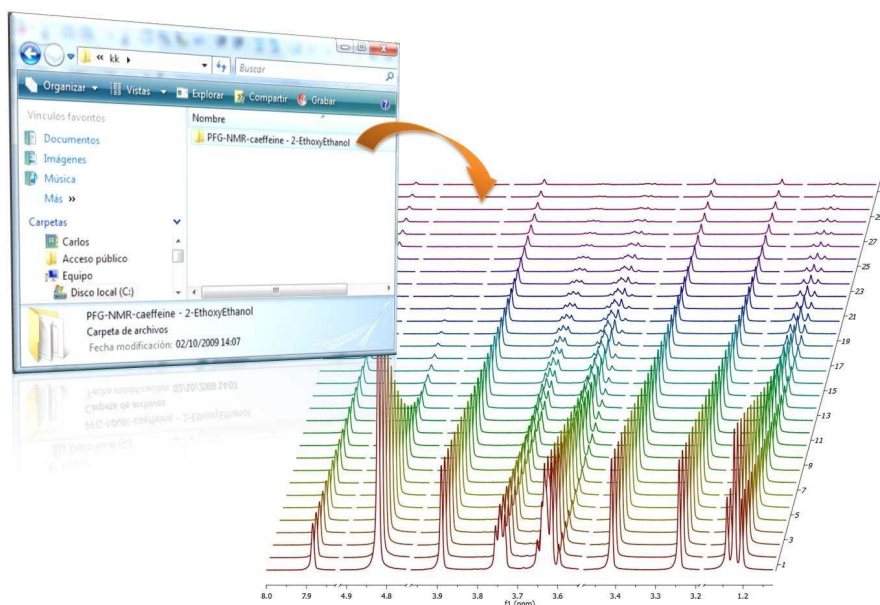 « kk
Buscar
Organizar Vistas Explorar Compartir Grabar
Vínculos favoritos
Documentos
Imágenes
Música
Más »
Carpetas
Carlos
Acceso público
Equipo
Disco local (C:)
Nombre
PFG-NMR-caeffeine - 2-EthoxyEthanol
PFG-NMR-caeffeine - 2-EthoxyEthanol
Carpeta de archivos
Fecha modificación: 02/10/2009 14:07
27
25
23
21
19
17
15
13
11
9
7
5
3
1
8.0 7.9 4.9 4.8 3.9 3.8 3.7 3.6 3.4 3.3 3.2 1.2
f1 (ppm)